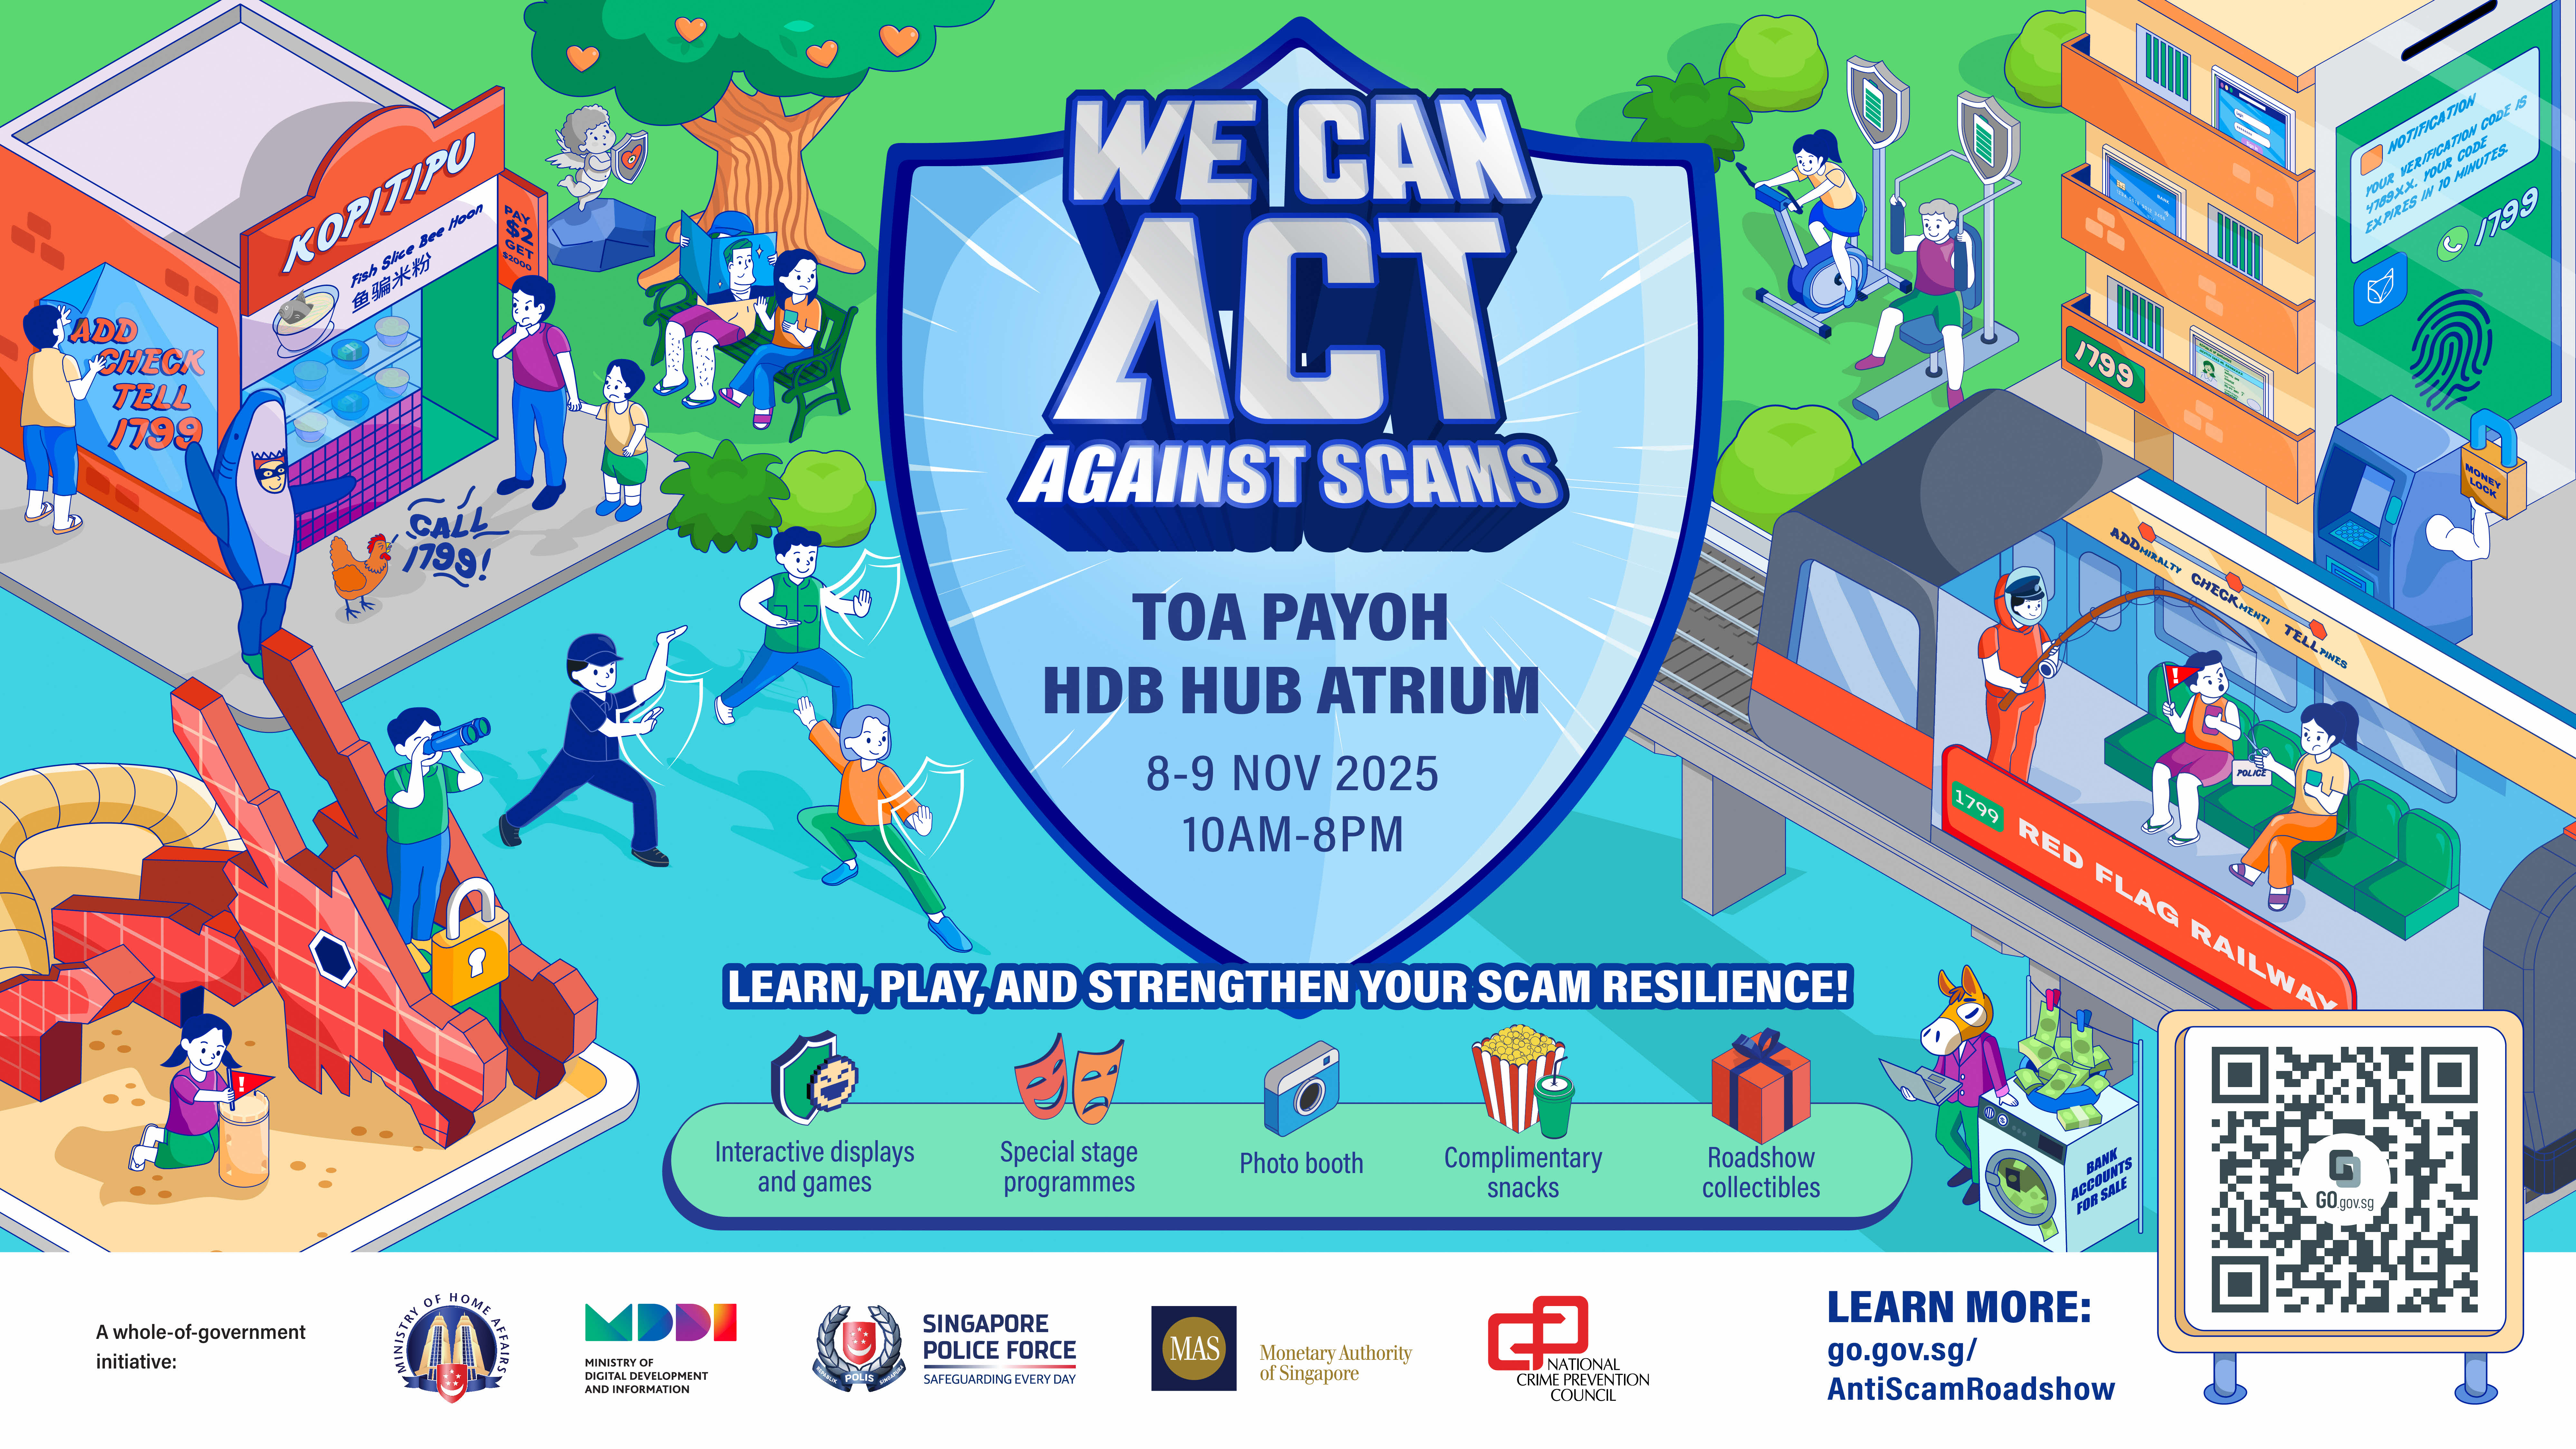 WE CAN
ACT
AGAINST SCAMS
TOA PAYOH
HDB HUB ATRIUM
8-9 NOV 2025
10AM-8PM
LEARN, PLAY, AND STRENGTHEN YOUR SCAM RESILIENCE!
Interactive displays
and games
Special stage
programmes
Photo booth
Complimentary
snacks
Roadshow
collectibles
KOPITIPU
Fish Slice Bee Hoon
鱼骗米粉
PAY
$2
GET
$2000
ADD
CHECK
TELL
1799
CALL
1799!
NOTIFICATION
YOUR VERIFICATION CODE IS
4789XX. YOUR CODE
EXPIRES IN 10 MINUTES.
1799
1799
MONEY
LOCK
ADDMIRALTY
CHECKMENTI
TELLPINES
!
POLICE
1799
RED FLAG RAILWAY
!
BANK
ACCOUNTS
FOR SALE
GO.gov.sg
A whole-of-government
initiative:
MINISTRY OF HOME AFFAIRS
MDDI
MINISTRY OF
DIGITAL DEVELOPMENT
AND INFORMATION
POLIS
SINGAPORE
POLICE FORCE
SAFEGUARDING EVERY DAY
MAS
Monetary Authority
of Singapore
NATIONAL
CRIME PREVENTION
COUNCIL
LEARN MORE:
go.gov.sg/
AntiScamRoadshow